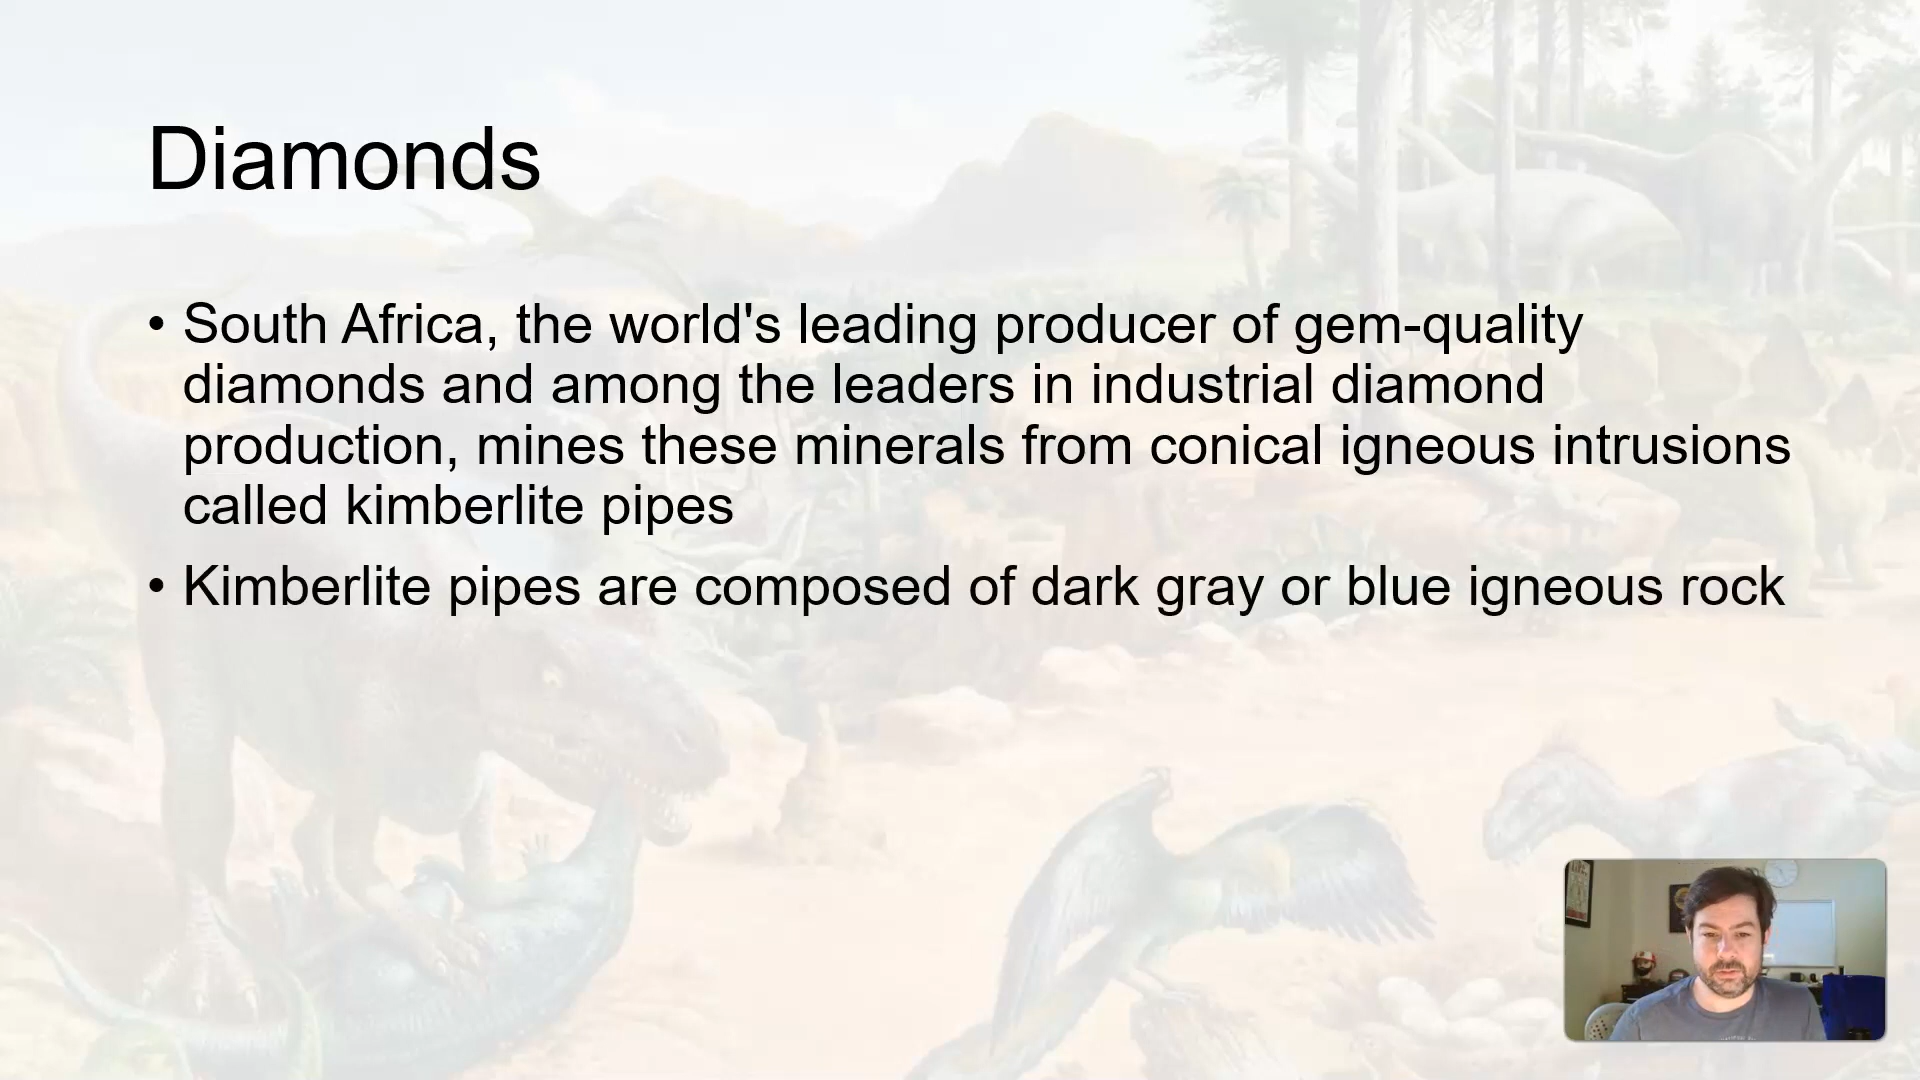 Diamonds
• South Africa, the world's leading producer of gem-quality
diamonds and among the leaders in industrial diamond
production, mines these minerals from conical igneous intrusions
called kimberlite pipes
• Kimberlite pipes are composed of dark gray or blue igneous rock